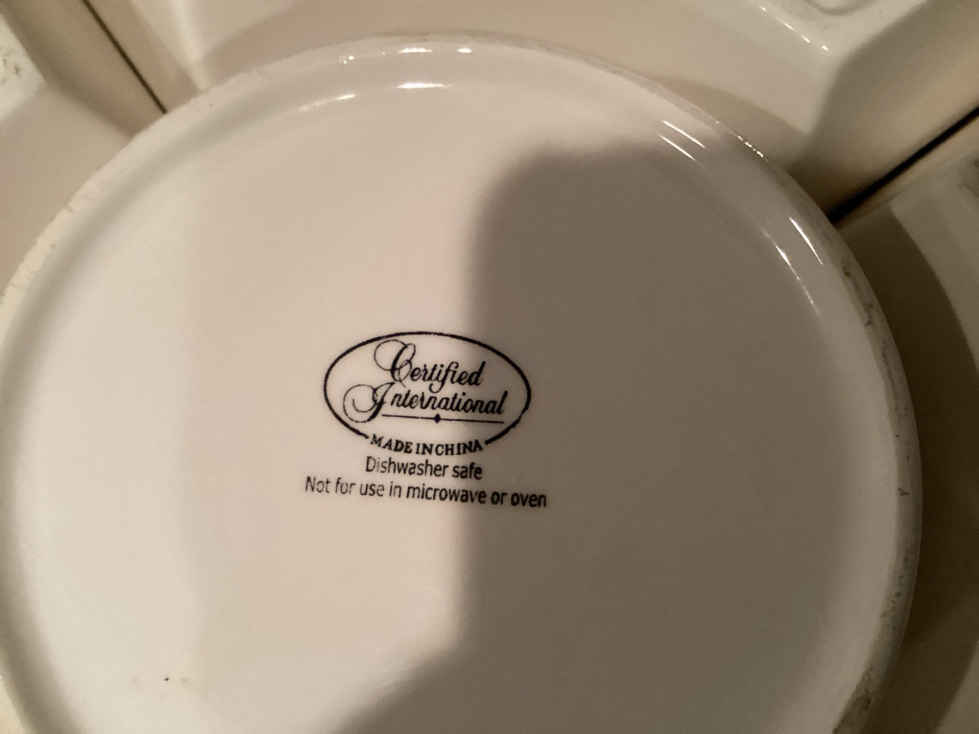 Certified
International
MADE IN CHINA
Dishwasher safe
Not for use in microwave or oven